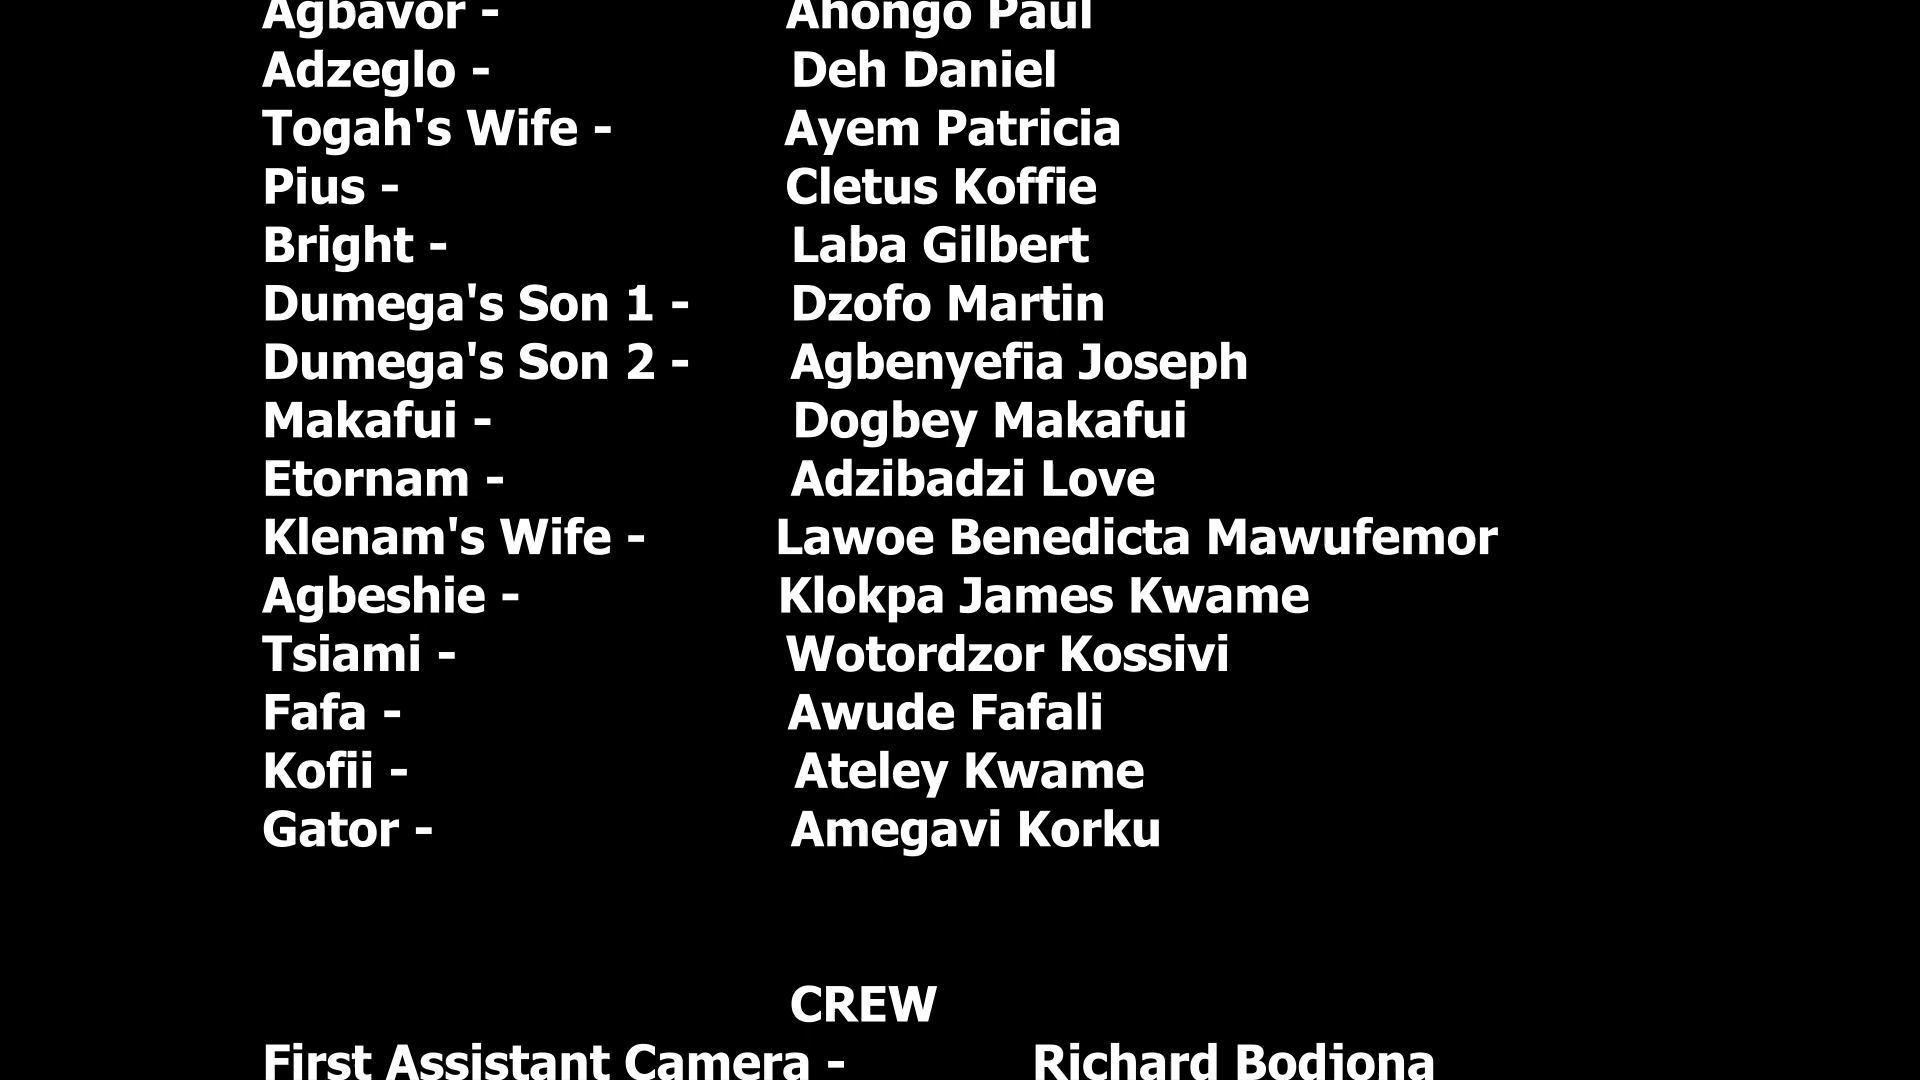 Agbavor - Ahongo Paul
Adzeglo - Deh Daniel
Togah's Wife - Ayem Patricia
Pius - Cletus Koffie
Bright - Laba Gilbert
Dumega's Son 1 - Dzofo Martin
Dumega's Son 2 - Agbenyefia Joseph
Makafui - Dogbey Makafui
Etornam - Adzibadzi Love
Klenam's Wife - Lawoe Benedicta Mawufemor
Agbeshie - Klokpa James Kwame
Tsiami - Wotordzor Kossivi
Fafa - Awude Fafali
Kofii - Ateley Kwame
Gator - Amegavi Korku
CREW
First Assistant Camera - Richard Bodjona